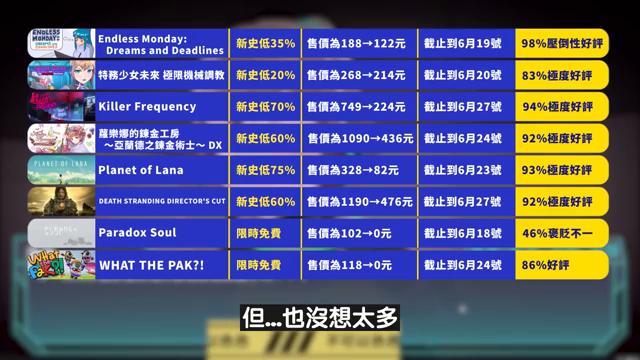 Endless Monday:
Dreams and Deadlines
新史低35%
售價為188→122元
截止到6月19號
98%壓倒性好評
特務少女未來 極限機械調教
新史低20%
售價為268→214元
截止到6月20號
83%極度好評
Killer Frequency
新史低70%
售價為749→224元
截止到6月27號
94%極度好評
蘿樂娜的鍊金工房
～亞蘭德之鍊金術士～ DX
新史低60%
售價為1090→436元
截止到6月24號
92%極度好評
PLANET OF LANA
Planet of Lana
新史低75%
售價為328→82元
截止到6月23號
93%極度好評
DEATH STRANDING DIRECTOR'S CUT
新史低60%
售價為1190→476元
截止到6月27號
92%極度好評
Paradox Soul
限時免費
售價為102→0元
截止到6月18號
46%褒貶不一
WHAT THE PAK?!
限時免費
售價為118→0元
截止到6月24號
86%好評
但...也沒想太多